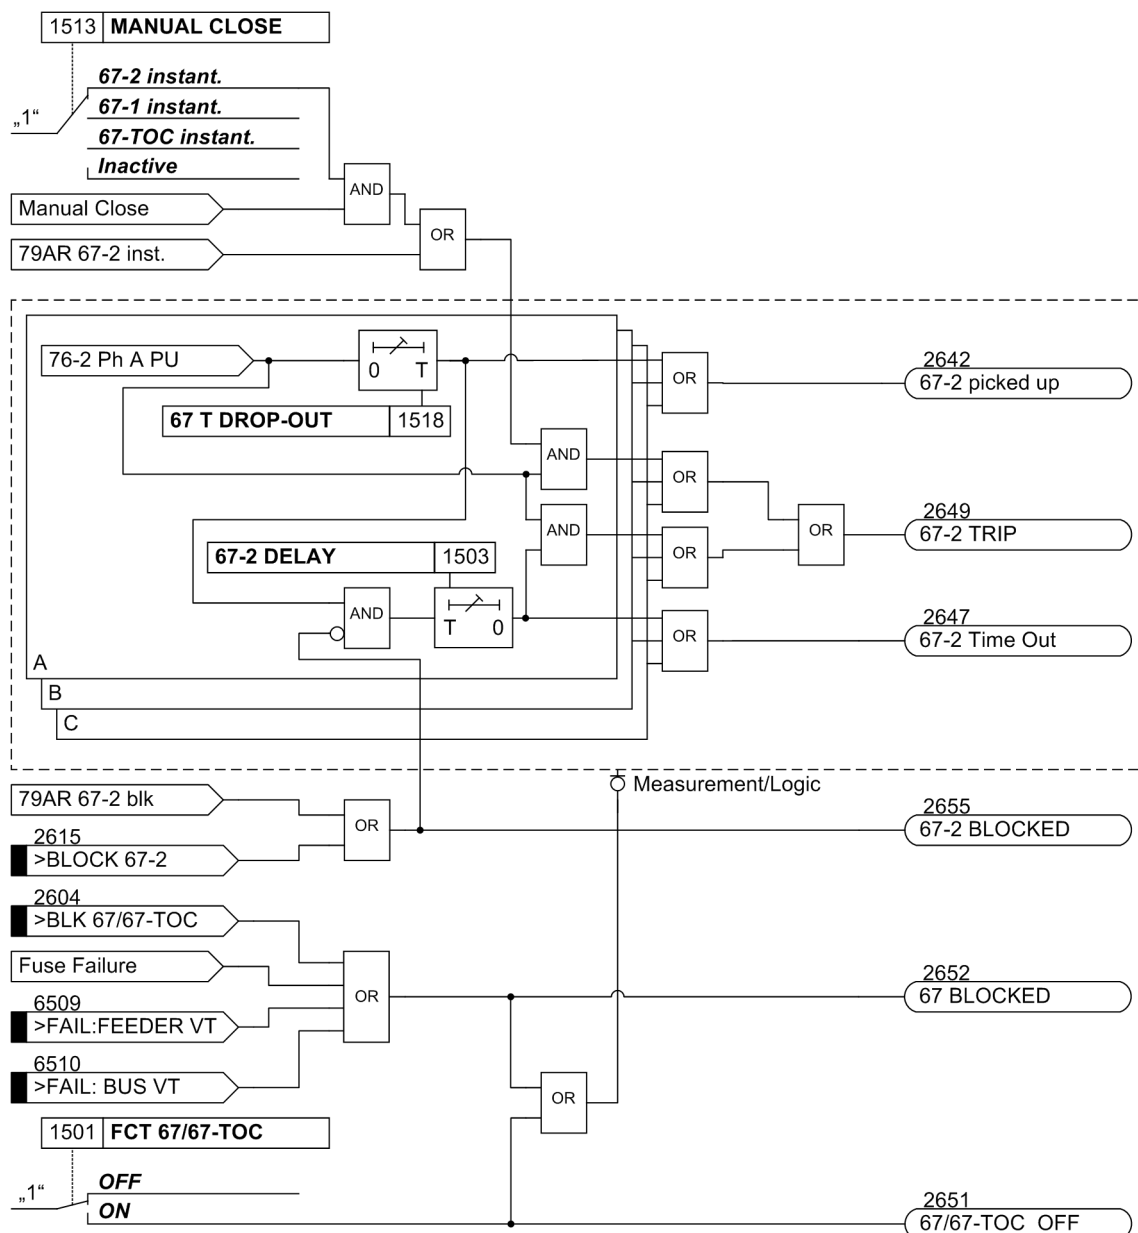 1513 MANUAL CLOSE
67-2 instant.
„1“
67-1 instant.
67-TOC instant.
Inactive
Manual Close
AND
OR
79AR 67-2 inst.
76-2 Ph A PU
0 T
67 T DROP-OUT 1518
OR
2642
67-2 picked up
AND
OR
AND
OR
OR
2649
67-2 TRIP
67-2 DELAY 1503
AND
T 0
OR
2647
67-2 Time Out
A
B
C
Measurement/Logic
79AR 67-2 blk
OR
2655
67-2 BLOCKED
2615
>BLOCK 67-2
2604
>BLK 67/67-TOC
Fuse Failure
OR
2652
67 BLOCKED
6509
>FAIL:FEEDER VT
6510
>FAIL: BUS VT
OR
1501 FCT 67/67-TOC
„1“
OFF
ON
2651
67/67-TOC OFF